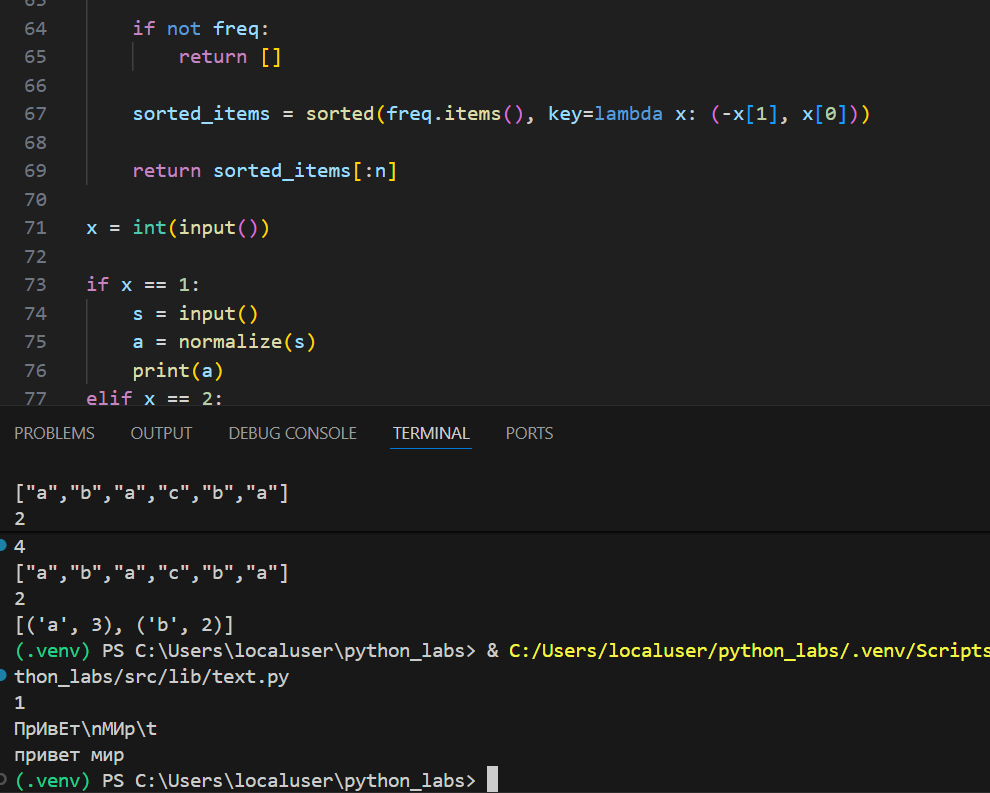 63
64 if not freq:
65 return []
66
67 sorted_items = sorted(freq.items(), key=lambda x: (-x[1], x[0]))
68
69 return sorted_items[:n]
70
71 x = int(input())
72
73 if x == 1:
74 s = input()
75 a = normalize(s)
76 print(a)
77 elif x == 2:
PROBLEMS OUTPUT DEBUG CONSOLE TERMINAL PORTS
["a","b","a","c","b","a"]
2
4
["a","b","a","c","b","a"]
2
[('a', 3), ('b', 2)]
(.venv) PS C:\Users\localuser\python_labs> & C:/Users/localuser/python_labs/.venv/Scripts
thon_labs/src/lib/text.py
1
ПрИвЕт\nМИр\t
привет мир
(.venv) PS C:\Users\localuser\python_labs>